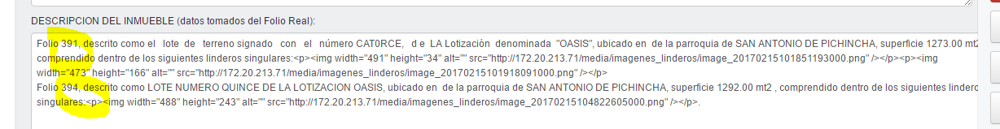 DESCRIPCION DEL INMUEBLE (datos tomados del Folio Real):
Folio 391, descrito como el lote de terreno signado con el número CAT0RCE, d e LA Lotización denominada "OASIS", ubicado en de la parroquia de SAN ANTONIO DE PICHINCHA, superficie 1273.00 mt2
comprendido dentro de los siguientes linderos singulares:<p><img width="491" height="34" alt="" src="http://172.20.213.71/media/imagenes_linderos/image_20170215101851193000.png" /></p><p><img
width="473" height="166" alt="" src="http://172.20.213.71/media/imagenes_linderos/image_20170215101918091000.png" /></p>
Folio 394, descrito como LOTE NUMERO QUINCE DE LA LOTIZACION OASIS, ubicado en de la parroquia de SAN ANTONIO DE PICHINCHA, superficie 1292.00 mt2 , comprendido dentro de los siguientes lindero
singulares:<p><img width="488" height="243" alt="" src="http://172.20.213.71/media/imagenes_linderos/image_20170215104822605000.png" /></p>.